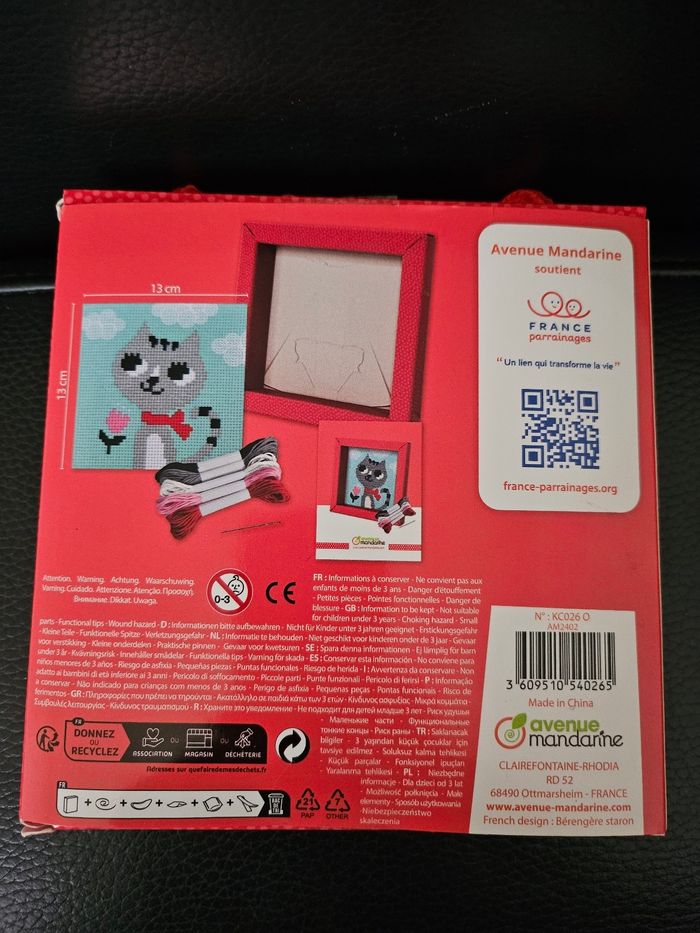 13 cm
13 cm
avenue
mandarine
Avenue Mandarine
soutient
FRANCE
parrainages
"Un lien qui transforme la vie"
france-parrainages.org
Attention. Warning. Achtung. Waarschuwing.
Varning. Cuidado. Atterzione. Atenção. Προσοχη.
Внимание. Dikkat. Uwaga.
0-3
CE
FR : Informations à conserver - Ne convient pas aux
enfants de moins de 3 ans - Danger d'étouffement
- Petites pièces - Pointes fonctionnelles - Danger de
blessure - GB : Information to be kept - Not suitable
for children under 3 years - Choking hazard - Small
parts - Functional tips - Wound hazard - D : Informationen bitte aufbewahren - Nicht für Kinder unter 3 jahren geeignet - Erstickungsgefahr
- Kleine Teile - Funktionelle Spitze - Verletzungsgefahr - NL : Informatie te behouden - Niet geschikt voor kinderen onder de 3 jaar - Gevaar
voor verstikking - Kleine onderdelen - Praktische pinnen - Gevaar voor kwetsuren - SE : Spara denna information - Ej lämplig för barn
under 3 år - Kvävningsrisk - Innehåller smådelar - Funktionella tips - Varning för skada - ES : Conservar esta información - No conviene para
niños menores de 3 años - Riesgo de asfixia - Pequeñas piezas - Puntas funcionales - Riesgo de herida - I : Avvertenza da conservare - Non
adatto ai bambini di età inferiore ai 3 anni - Pericolo di soffocamento - Piccole parti - Punte funzionali - Pericolo di ferirsi - P : Informação
a conservar - Não indicado para crianças com menos de 3 anos - Perigo de asfixia - Pequenas peças - Pontas funcionais - Risco de
ferimentos - GR : Πληροφορίες που πρέπει να τηρούνται - Ακατάλληλο σε παιδιά κάτω των 3 ετών - Κίνδυνος ασφυξίας - Μικρά κομμάτια-
Συμβουλές λειτουργίας - Κίνδυνος τραυματισμού - R : Храните это уведомление - Не подходит для детей младше 3 лет - Риск удушья
- Маленькие части - Функциональные
тонкие концы - Риск раны - TR : Saklanacak
bilgiler - 3 yaşından küçük çocuklar için
tavsiye edilmez - Soluksuz kalma tehlikesi
- Küçük parçalar - Fonksiyonel ipuçları
- Yaralanma tehlikesi - PL : Niezbędne
informacje - Dla dzieci od 3 lat
- Możliwość połknięcia - Małe
elementy - Sposób użytkowania
-Niebezpieczeństwo
skaleczenia
FR
DONNEZ
OU
RECYCLEZ
ASSOCIATION
OU
MAGASIN
OU
DÉCHÈTERIE
Adresses sur quefairedemesdechets.fr
FR
+ + + + + +
BAC
DE
TRI
21
PAP
OTHER
N° : KC026 O
AM2402
3 609510 540265
Made in China
avenue
mandarine
CLAIREFONTAINE-RHODIA
RD 52
68490 Ottmarsheim - FRANCE
www.avenue-mandarine.com
French design : Bérengère staron